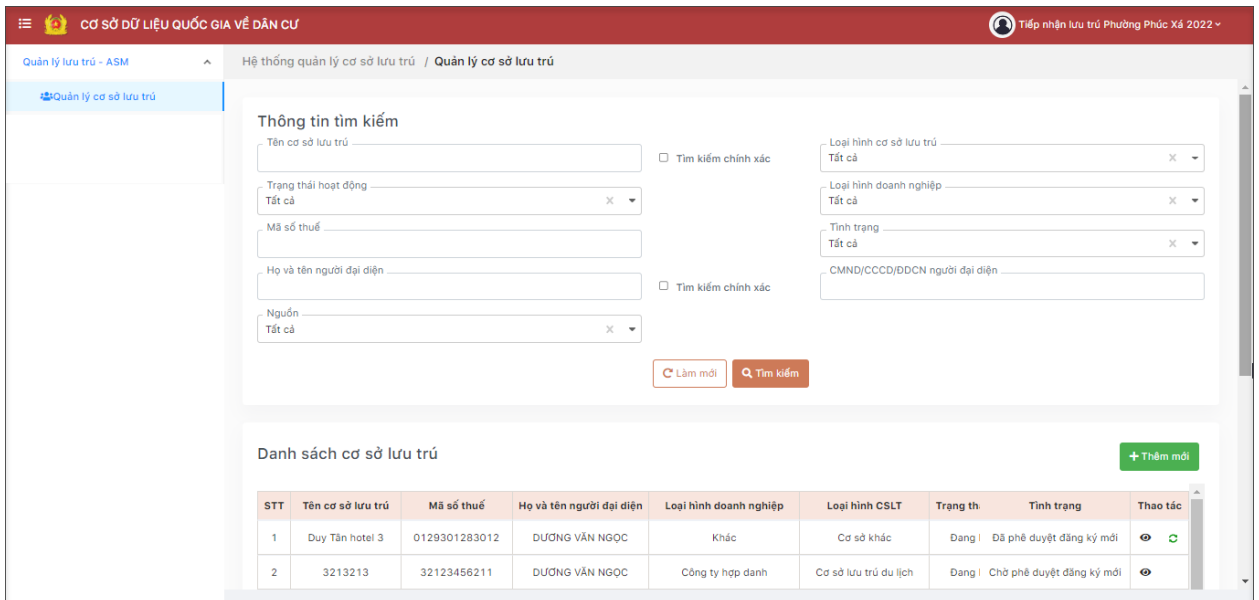 CƠ SỞ DỮ LIỆU QUỐC GIA VỀ DÂN CƯ
Tiếp nhận lưu trú Phường Phúc Xá 2022
Quản lý lưu trú - ASM
Hệ thống quản lý cơ sở lưu trú / Quản lý cơ sở lưu trú
Quản lý cơ sở lưu trú
Thông tin tìm kiếm
Tên cơ sở lưu trú
Tìm kiếm chính xác
Loại hình cơ sở lưu trú
Tất cả
Trạng thái hoạt động
Tất cả
Loại hình doanh nghiệp
Tất cả
Mã số thuế
Tình trạng
Tất cả
Họ và tên người đại diện
Tìm kiếm chính xác
CMND/CCCD/ĐDCN người đại diện
Nguồn
Tất cả
Làm mới Tìm kiếm
Danh sách cơ sở lưu trú
+ Thêm mới
STT Tên cơ sở lưu trú Mã số thuế Họ và tên người đại diện Loại hình doanh nghiệp Loại hình CSLT Trạng th Tình trạng Thao tác
1 Duy Tân hotel 3 0129301283012 DƯƠNG VĂN NGỌC Khác Cơ sở khác Đang Đã phê duyệt đăng ký mới
2 3213213 32123456211 DƯƠNG VĂN NGỌC Công ty hợp danh Cơ sở lưu trú du lịch Đang Chờ phê duyệt đăng ký mới